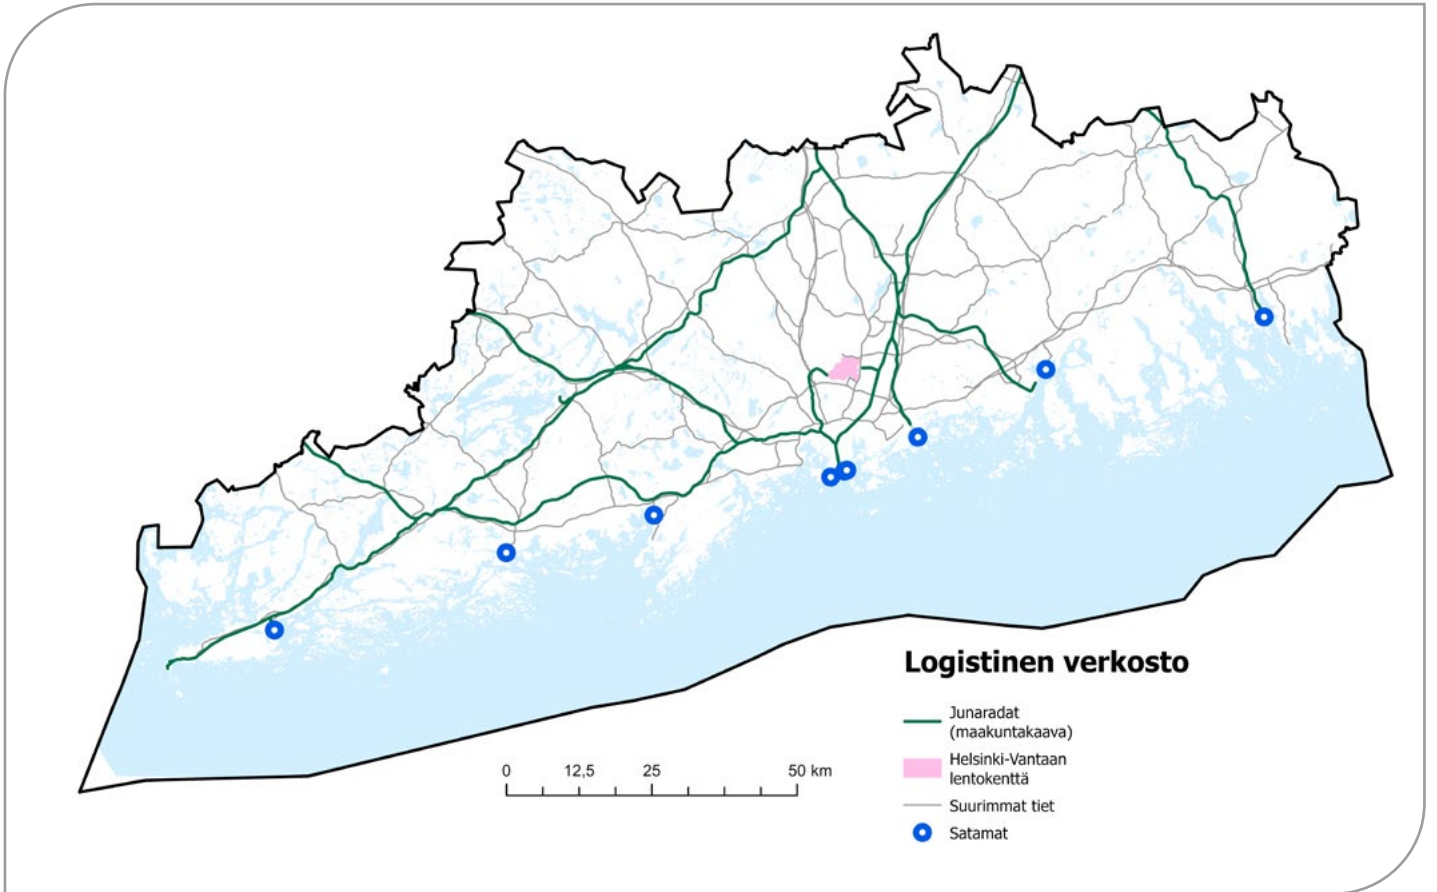 Logistinen verkosto
Junaradat
(maakuntakaava)
Helsinki-Vantaan
lentokenttä
Suurimmat tiet
Satamat
0 12,5 25 50 km